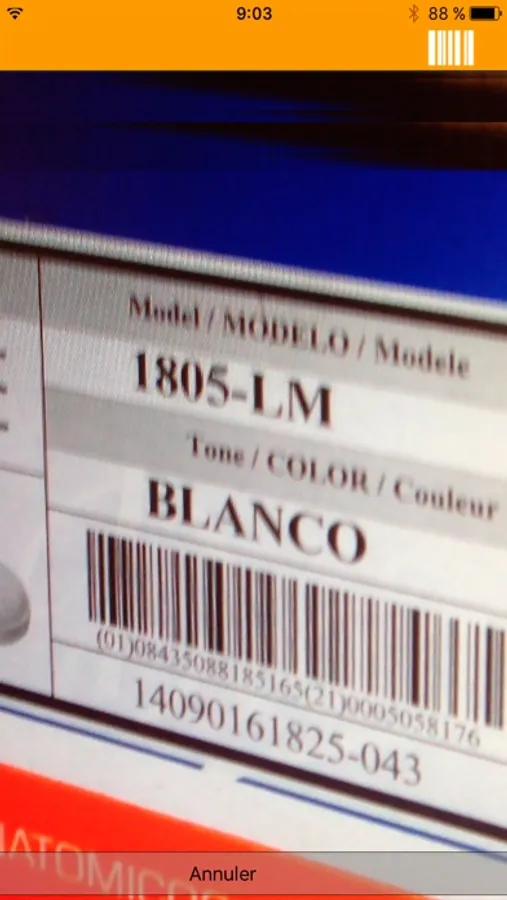 9:03
88 %
Model / MODELO / Modele
1805-LM
Tone / COLOR / Couleur
BLANCO
(01)08435088185165(21)0005058176
14090161825-043
Annuler